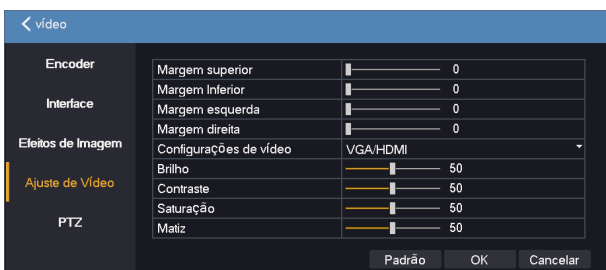 vídeo
Encoder
Interface
Efeitos de Imagem
Ajuste de Vídeo
PTZ
Margem superior 0
Margem Inferior 0
Margem esquerda 0
Margem direita 0
Configurações de vídeo VGA/HDMI
Brilho 50
Contraste 50
Saturação 50
Matiz 50
Padrão OK Cancelar